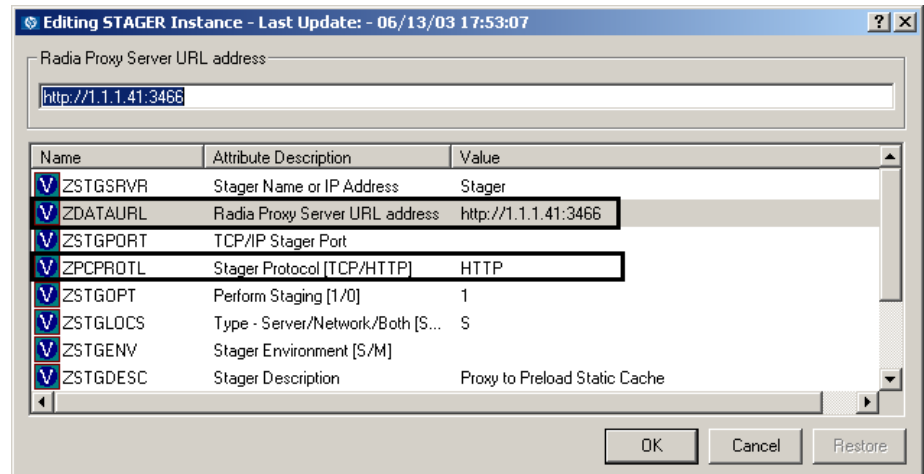 Editing STAGER Instance - Last Update: - 06/13/03 17:53:07
Radia Proxy Server URL address
http://1.1.1.41:3466
Name Attribute Description Value
V ZSTGSRVR Stager Name or IP Address Stager
V ZDATAURL Radia Proxy Server URL address http://1.1.1.41:3466
V ZSTGPORT TCP/IP Stager Port
V ZPCPROTL Stager Protocol [TCP/HTTP] HTTP
V ZSTGOPT Perform Staging [1/0] 1
V ZSTGLOCS Type - Server/Network/Both [S... S
V ZSTGENV Stager Environment [S/M]
V ZSTGDESC Stager Description Proxy to Preload Static Cache
OK Cancel Restore